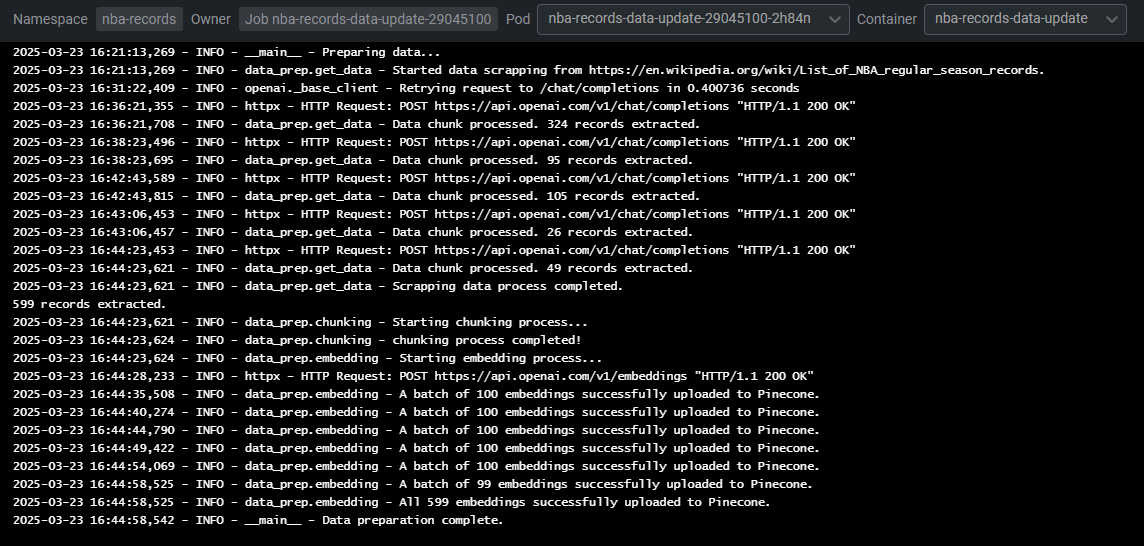 Namespace nba-records Owner Job nba-records-data-update-29045100 Pod nba-records-data-update-29045100-2h84n Container nba-records-data-update
2025-03-23 16:21:13,269 - INFO - __main__ - Preparing data...
2025-03-23 16:21:13,269 - INFO - data_prep.get_data - Started data scrapping from https://en.wikipedia.org/wiki/List_of_NBA_regular_season_records.
2025-03-23 16:31:22,409 - INFO - openai._base_client - Retrying request to /chat/completions in 0.400736 seconds
2025-03-23 16:36:21,355 - INFO - httpx - HTTP Request: POST https://api.openai.com/v1/chat/completions "HTTP/1.1 200 OK"
2025-03-23 16:36:21,708 - INFO - data_prep.get_data - Data chunk processed. 324 records extracted.
2025-03-23 16:38:23,496 - INFO - httpx - HTTP Request: POST https://api.openai.com/v1/chat/completions "HTTP/1.1 200 OK"
2025-03-23 16:38:23,695 - INFO - data_prep.get_data - Data chunk processed. 95 records extracted.
2025-03-23 16:42:43,589 - INFO - httpx - HTTP Request: POST https://api.openai.com/v1/chat/completions "HTTP/1.1 200 OK"
2025-03-23 16:42:43,815 - INFO - data_prep.get_data - Data chunk processed. 105 records extracted.
2025-03-23 16:43:06,453 - INFO - httpx - HTTP Request: POST https://api.openai.com/v1/chat/completions "HTTP/1.1 200 OK"
2025-03-23 16:43:06,457 - INFO - data_prep.get_data - Data chunk processed. 26 records extracted.
2025-03-23 16:44:23,453 - INFO - httpx - HTTP Request: POST https://api.openai.com/v1/chat/completions "HTTP/1.1 200 OK"
2025-03-23 16:44:23,621 - INFO - data_prep.get_data - Data chunk processed. 49 records extracted.
2025-03-23 16:44:23,621 - INFO - data_prep.get_data - Scrapping data process completed.
599 records extracted.
2025-03-23 16:44:23,621 - INFO - data_prep.chunking - Starting chunking process...
2025-03-23 16:44:23,624 - INFO - data_prep.chunking - chunking process completed!
2025-03-23 16:44:23,624 - INFO - data_prep.embedding - Starting embedding process...
2025-03-23 16:44:28,233 - INFO - httpx - HTTP Request: POST https://api.openai.com/v1/embeddings "HTTP/1.1 200 OK"
2025-03-23 16:44:35,508 - INFO - data_prep.embedding - A batch of 100 embeddings successfully uploaded to Pinecone.
2025-03-23 16:44:40,274 - INFO - data_prep.embedding - A batch of 100 embeddings successfully uploaded to Pinecone.
2025-03-23 16:44:44,790 - INFO - data_prep.embedding - A batch of 100 embeddings successfully uploaded to Pinecone.
2025-03-23 16:44:49,422 - INFO - data_prep.embedding - A batch of 100 embeddings successfully uploaded to Pinecone.
2025-03-23 16:44:54,069 - INFO - data_prep.embedding - A batch of 100 embeddings successfully uploaded to Pinecone.
2025-03-23 16:44:58,525 - INFO - data_prep.embedding - A batch of 99 embeddings successfully uploaded to Pinecone.
2025-03-23 16:44:58,525 - INFO - data_prep.embedding - All 599 embeddings successfully uploaded to Pinecone.
2025-03-23 16:44:58,542 - INFO - __main__ - Data preparation complete.